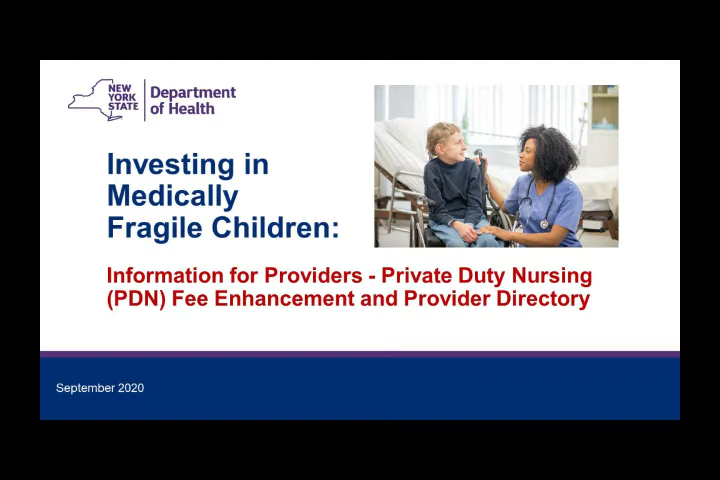 NEW
YORK
STATE
Department
of Health
Investing in
Medically
Fragile Children:
Information for Providers - Private Duty Nursing
(PDN) Fee Enhancement and Provider Directory
September 2020